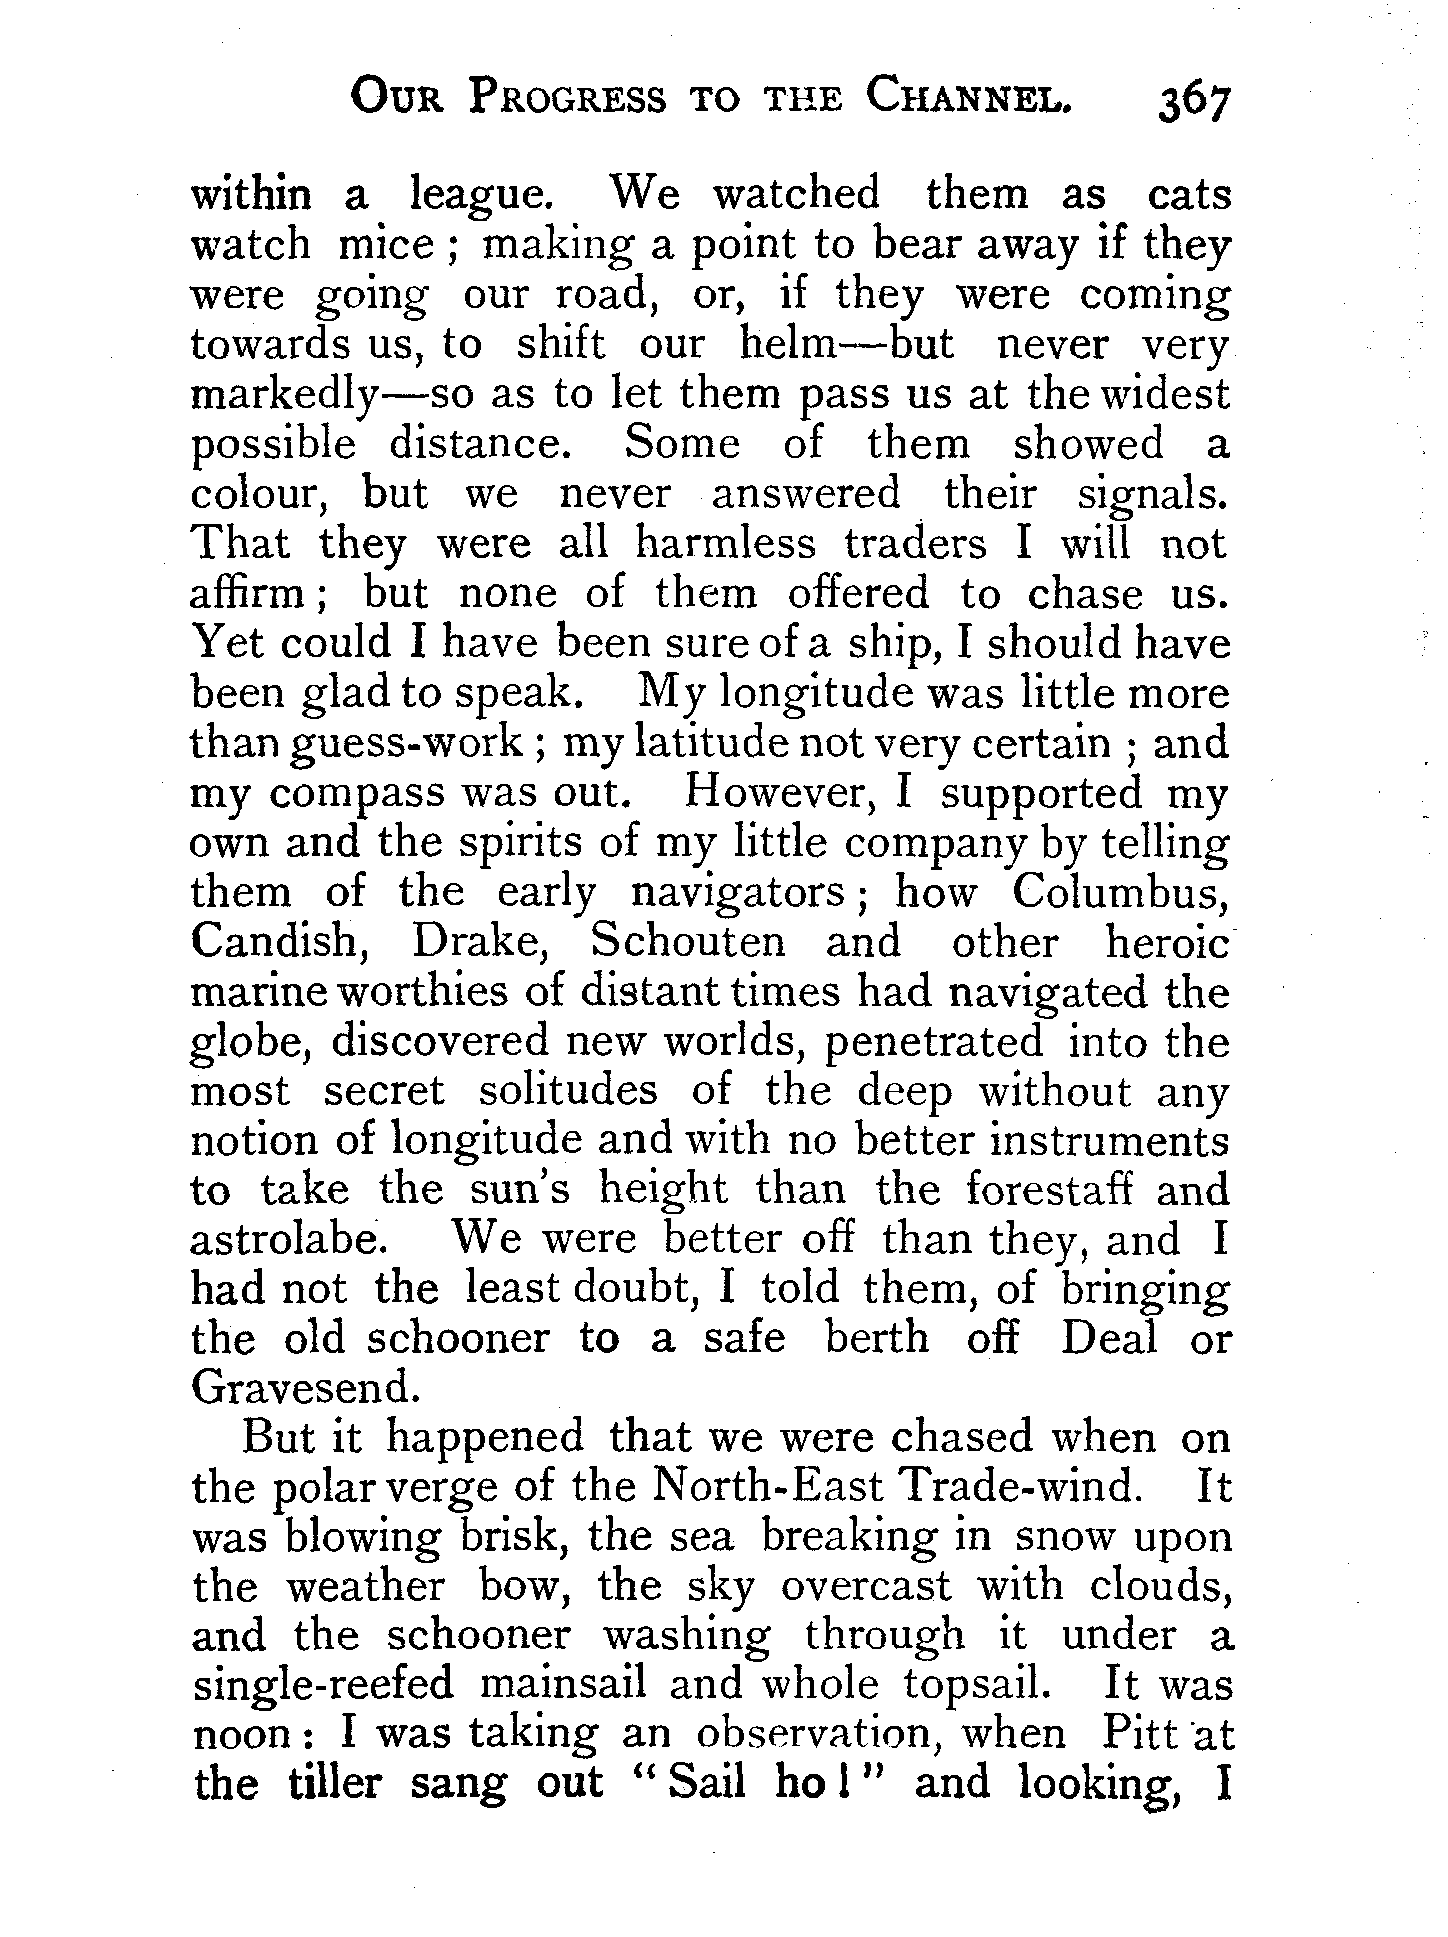 OUR PROGRESS TO THE CHANNEL. 367
within a league. We watched them as cats
watch mice ; making a point to bear away if they
were going our road, or, if they were coming
towards us, to shift our helm—but never very
markedly—so as to let them pass us at the widest
possible distance. Some of them showed a
colour, but we never answered their signals.
That they were all harmless traders I will not
affirm ; but none of them offered to chase us.
Yet could I have been sure of a ship, I should have
been glad to speak. My longitude was little more
than guess-work ; my latitude not very certain ; and
my compass was out. However, I supported my
own and the spirits of my little company by telling
them of the early navigators ; how Columbus,
Candish, Drake, Schouten and other heroic
marine worthies of distant times had navigated the
globe, discovered new worlds, penetrated into the
most secret solitudes of the deep without any
notion of longitude and with no better instruments
to take the sun's height than the forestaff and
astrolabe. We were better off than they, and I
had not the least doubt, I told them, of bringing
the old schooner to a safe berth off Deal or
Gravesend.
But it happened that we were chased when on
the polar verge of the North-East Trade-wind. It
was blowing brisk, the sea breaking in snow upon
the weather bow, the sky overcast with clouds,
and the schooner washing through it under a
single-reefed mainsail and whole topsail. It was
noon : I was taking an observation, when Pitt at
the tiller sang out “ Sail ho ! ” and looking, I